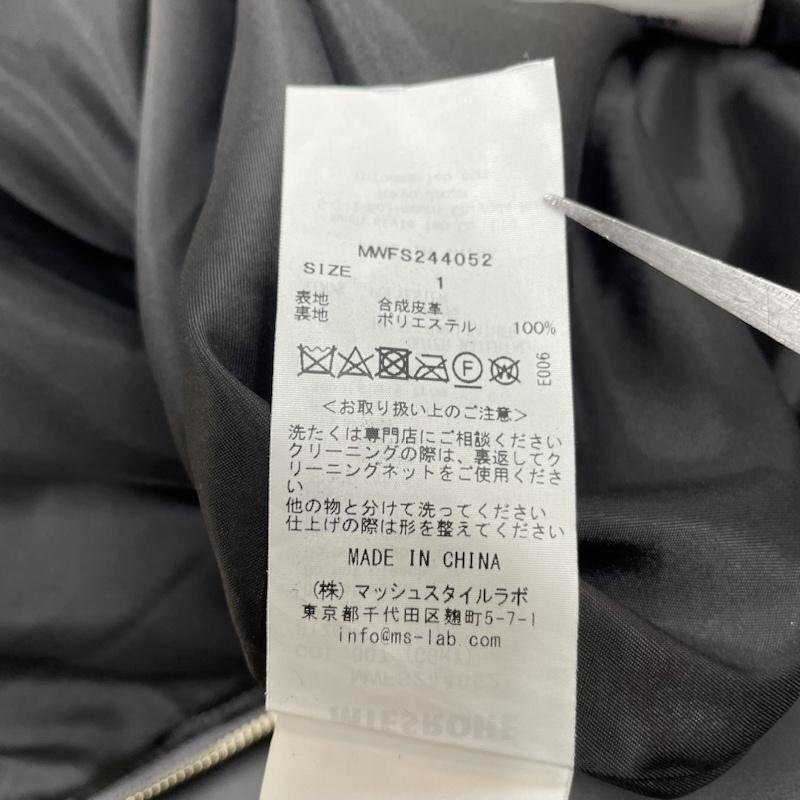 MWFS244052
SIZE 1
表地 合成皮革
裏地 ポリエステル 100%
F W E006
<お取り扱い上のご注意>
洗たくは専門店にご相談ください
クリーニングの際は、裏返してク
リーニングネットをご使用くださ
い
他の物と分けて洗ってください
仕上げの際は形を整えてください
MADE IN CHINA
(株) マッシュスタイルラボ
東京都千代田区麹町5-7-1
info@ms-lab.com